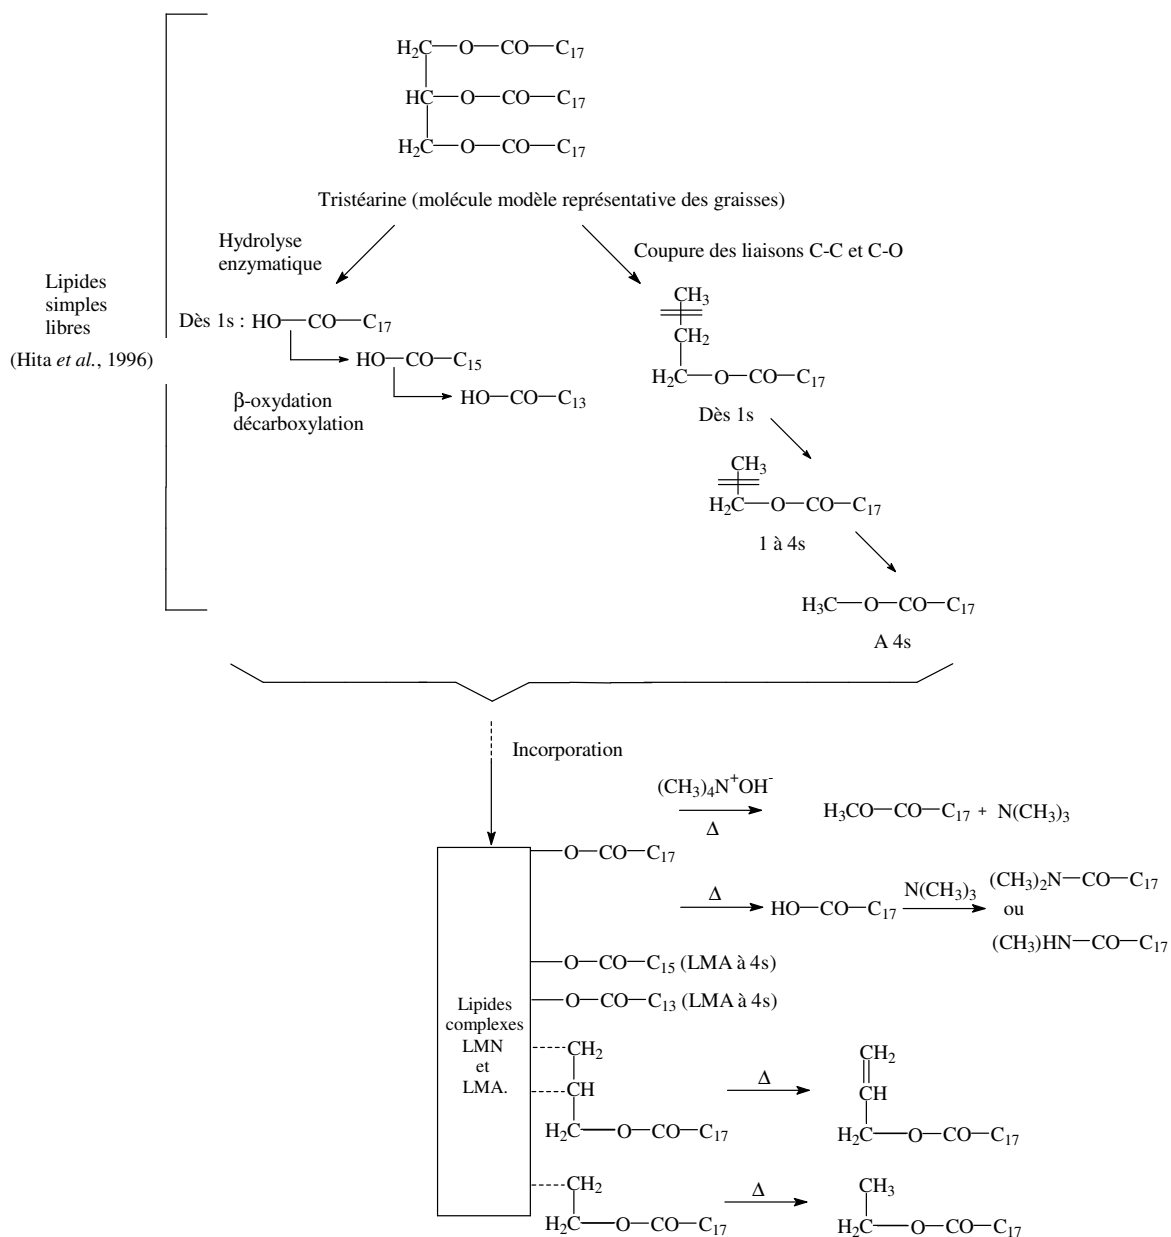 H₂C—O—CO—C₁₇
HC—O—CO—C₁₇
H₂C—O—CO—C₁₇
Tristéarine (molécule modèle représentative des graisses)
Hydrolyse
enzymatique
Coupure des liaisons C-C et C-O
Lipides
simples
libres
(Hita et al., 1996)
Dès 1s : HO—CO—C₁₇
HO—CO—C₁₅
HO—CO—C₁₃
β-oxydation
décarboxylation
CH₃
CH₂
H₂C—O—CO—C₁₇
Dès 1s
CH₃
H₂C—O—CO—C₁₇
1 à 4s
H₃C—O—CO—C₁₇
A 4s
Incorporation
(CH₃)₄N⁺OH⁻
Δ
H₃CO—CO—C₁₇ + N(CH₃)₃
O—CO—C₁₇
Δ
HO—CO—C₁₇
N(CH₃)₃
(CH₃)₂N—CO—C₁₇
ou
(CH₃)HN—CO—C₁₇
O—CO—C₁₅ (LMA à 4s)
O—CO—C₁₃ (LMA à 4s)
Lipides
complexes
LMN
et
LMA.
CH₂
CH
H₂C—O—CO—C₁₇
Δ
CH₂
CH
H₂C—O—CO—C₁₇
CH₂
H₂C—O—CO—C₁₇
Δ
CH₃
H₂C—O—CO—C₁₇